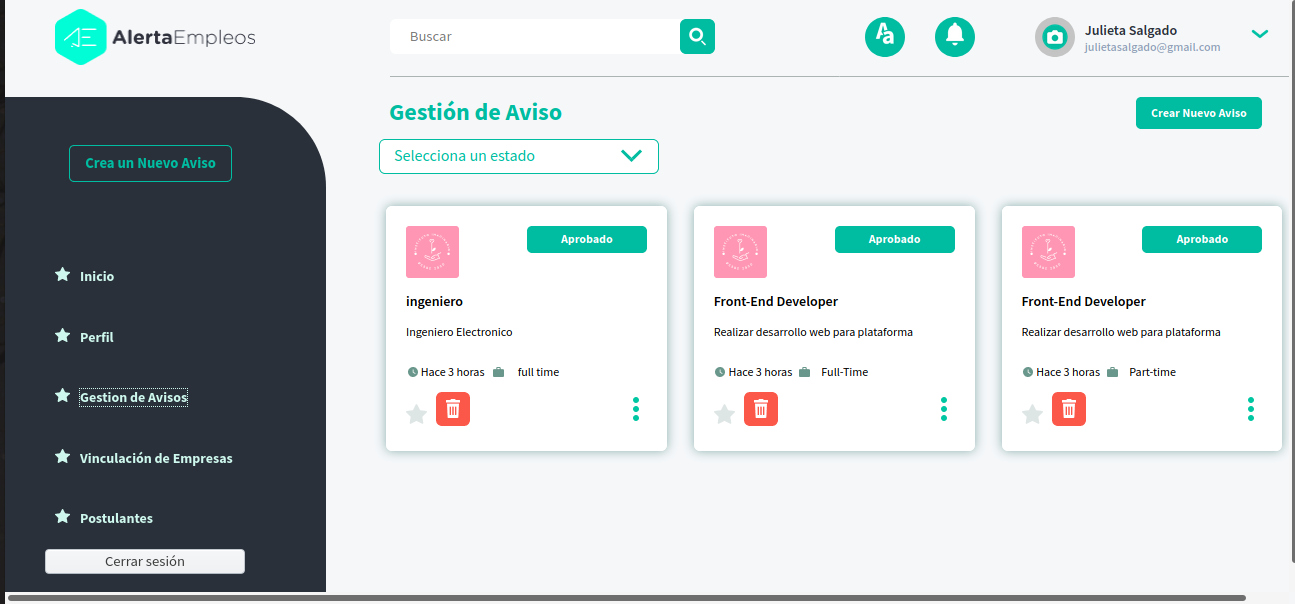 AlertaEmpleos
Buscar
Aa
Julieta Salgado
julietasalgado@gmail.com
Crea un Nuevo Aviso
Inicio
Perfil
Gestion de Avisos
Vinculación de Empresas
Postulantes
Cerrar sesión
Gestión de Aviso
Crear Nuevo Aviso
Selecciona un estado
Aprobado
ingeniero
Ingeniero Electronico
Hace 3 horas full time
Aprobado
Front-End Developer
Realizar desarrollo web para plataforma
Hace 3 horas Full-Time
Aprobado
Front-End Developer
Realizar desarrollo web para plataforma
Hace 3 horas Part-time